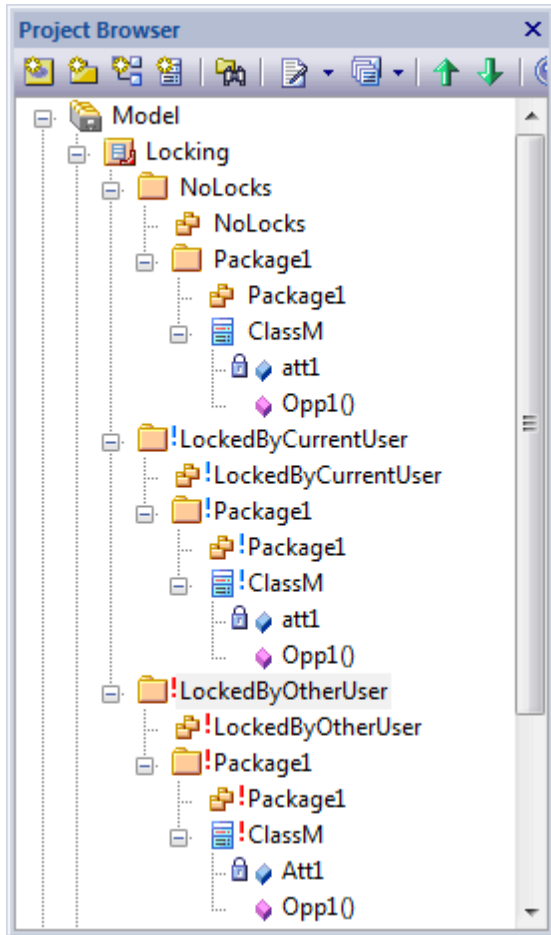 Project Browser
Model
Locking
NoLocks
NoLocks
Package1
Package1
ClassM
att1
Opp1()
!LockedByCurrentUser
!LockedByCurrentUser
!Package1
!Package1
!ClassM
att1
Opp1()
!LockedByOtherUser
!LockedByOtherUser
!Package1
!Package1
!ClassM
Att1
Opp1()